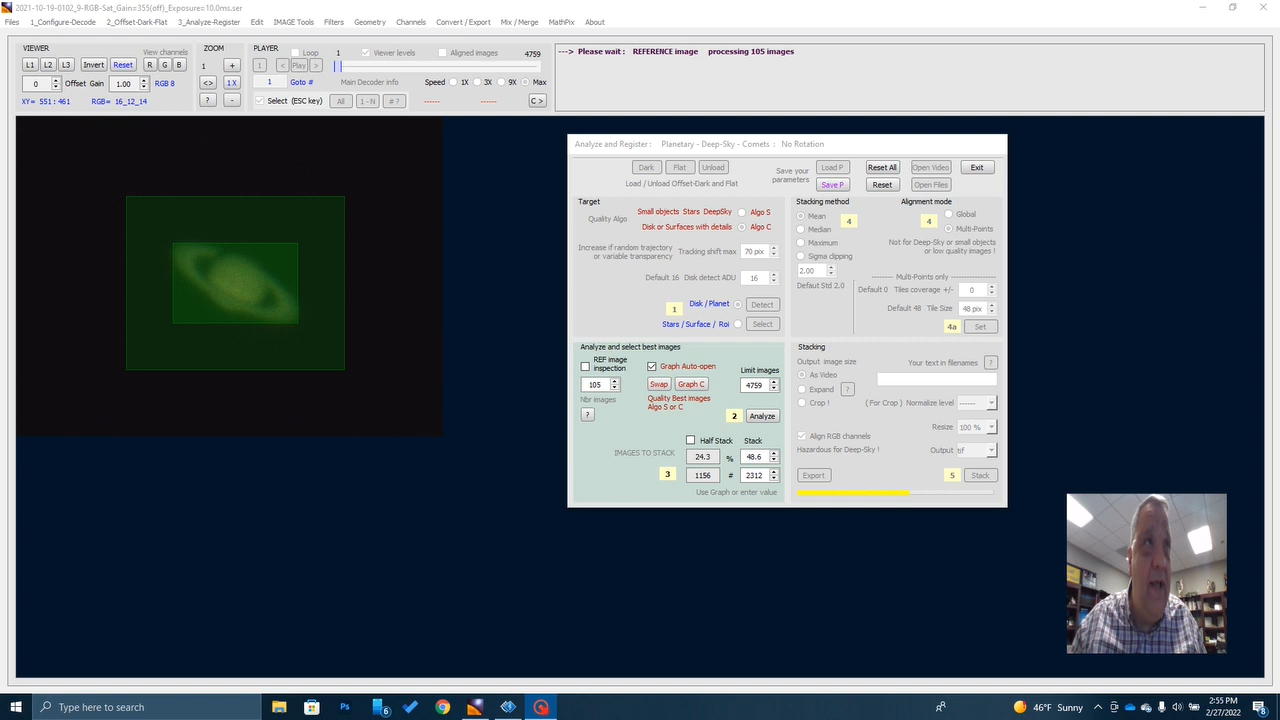 2021-10-19-0102_9-RGB-Sat_Gain=355(off)_Exposure=10.0ms.ser
Files 1_Configure-Decode 2_Offset-Dark-Flat 3_Analyze-Register Edit IMAGE Tools Filters Geometry Channels Convert / Export Mix / Merge MathPix About
VIEWER View channels ZOOM PLAYER Loop 1 Viewer levels Aligned images 4759
---> Please wait : REFERENCE image processing 105 images
L1 L2 L3 Invert Reset R G B 1 + 1 < Play >
0 Offset Gain 1.00 RGB 8 <> 1 X 1 Goto # Main Decoder info Speed 1X 3X 9X Max
XY= 551 : 461 RGB= 16_12_14 ? - Select (ESC key) All 1 - N # ? ------ ------ C >
Analyze and Register : Planetary - Deep-Sky - Comets : No Rotation
Dark Flat Unload Save your parameters Load P Reset All Open Video Exit
Load / Unload Offset-Dark and Flat Save P Reset Open Files
Target Stacking method Alignment mode
Quality Algo Small objects Stars DeepSky Algo S Mean 4 4 Global
Disk or Surfaces with details Algo C Median Multi-Points
Increase if random trajectory or variable transparency Tracking shift max 70 pix Maximum Not for Deep-Sky or small objects or low quality images !
Sigma clipping
Default 16 Disk detect ADU 16 2.00 -------- Multi-Points only --------
Defaut Std 2.0 Default 0 Tiles coverage +/- 0
1 Disk / Planet Detect Default 48 Tile Size 48 pix
Stars / Surface / Roi Select 4a Set
Analyze and select best images Stacking
REF image inspection Graph Auto-open Limit images Output image size Your text in filenames ?
105 Swap Graph C 4759 As Video
Nbr images Quality Best images Algo S or C Expand ?
? 2 Analyze Crop ! ( For Crop ) Normalize level ------
Half Stack Stack Resize 100 %
Align RGB channels
IMAGES TO STACK 24.3 % 48.6 Hazardous for Deep-Sky ! Output tif
3 1156 # 2312 Export 5 Stack
Use Graph or enter value
Type here to search
46°F Sunny
2:55 PM
2/27/2022